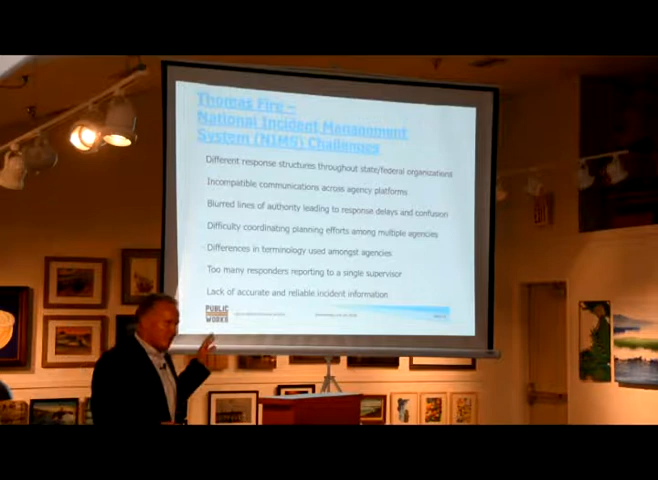 Thomas Fire –
National Incident Management
System (NIMS) Challenges
Different response structures throughout state/federal organizations
Incompatible communications across agency platforms
Blurred lines of authority leading to response delays and confusion
Difficulty coordinating planning efforts among multiple agencies
Differences in terminology used amongst agencies
Too many responders reporting to a single supervisor
Lack of accurate and reliable incident information
PUBLIC
WORKS